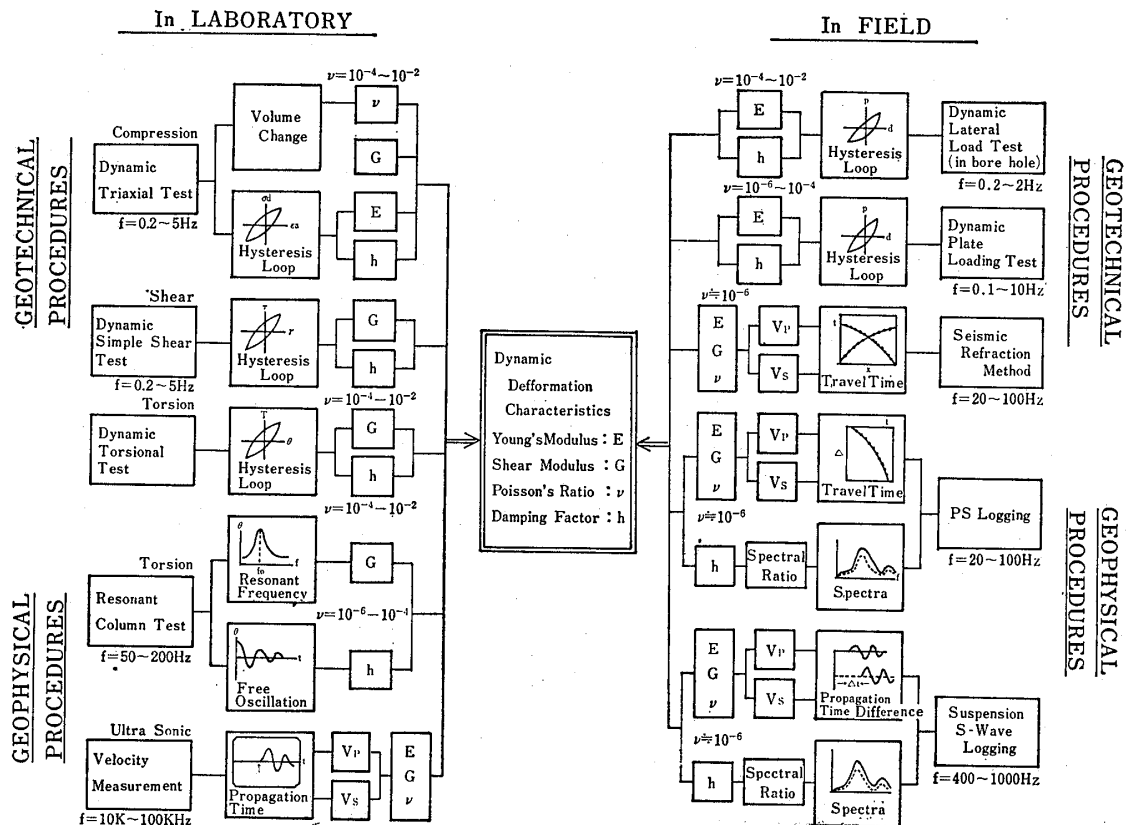 In LABORATORY
GEOTECHNICAL
PROCEDURES
ν=10⁻⁴~10⁻²
Volume
Change
ν
Compression
Dynamic
Triaxial Test
f=0.2~5Hz
G
σd
εa
Hysteresis
Loop
E
h
Shear
Dynamic
Simple Shear
Test
f=0.2~5Hz
T
r
Hysteresis
Loop
G
h
ν=10⁻⁴−10⁻²
Torsion
Dynamic
Torsional
Test
T
θ
Hysteresis
Loop
G
h
ν=10⁻⁴−10⁻²
GEOPHYSICAL
PROCEDURES
Torsion
Resonant
Column Test
f=50~200Hz
θ
f
fo
Resonant
Frequency
G
ν=10⁻⁶−10⁻⁴
θ
t
Free
Oscillation
h
Ultra Sonic
Velocity
Measurement
f=10K~100KHz
t
Propagation
Time
VP
VS
E
G
ν
Dynamic
Defformation
Characteristics
Young'sModulus : E
Shear Modulus : G
Poisson's Ratio : ν
Damping Factor : h
In FIELD
GEOTECHNICAL
PROCEDURES
ν=10⁻⁴~10⁻²
E
h
p
d
Hysteresis
Loop
Dynamic
Lateral
Load Test
(in bore hole)
f=0.2~2Hz
ν=10⁻⁶~10⁻⁴
E
h
p
d
Hysteresis
Loop
Dynamic
Plate
Loading Test
f=0.1~10Hz
ν≒10⁻⁶
E
G
ν
VP
VS
t
x
Travel Time
Seismic
Refraction
Method
f=20~100Hz
GEOPHYSICAL
PROCEDURES
E
G
ν
VP
VS
t
△
Travel Time
ν≒10⁻⁶
h
Spectral
Ratio
f
Spectra
PS Logging
f=20~100Hz
E
G
ν
VP
VS
△t
Propagation
Time Difference
ν≒10⁻⁶
h
Spectral
Ratio
Spectra
Suspension
S-Wave
Logging
f=400~1000Hz